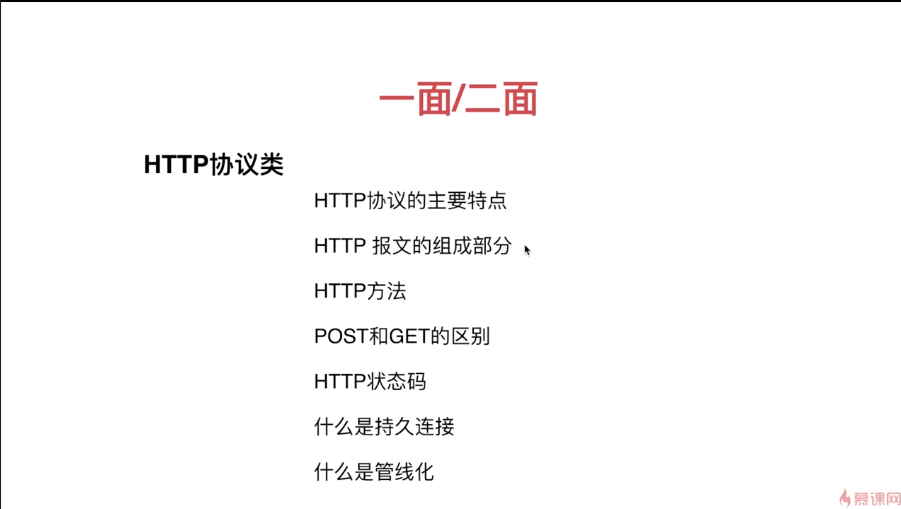 一面/二面
HTTP协议类
HTTP协议的主要特点
HTTP 报文的组成部分
HTTP方法
POST和GET的区别
HTTP状态码
什么是持久连接
什么是管线化
慕课网